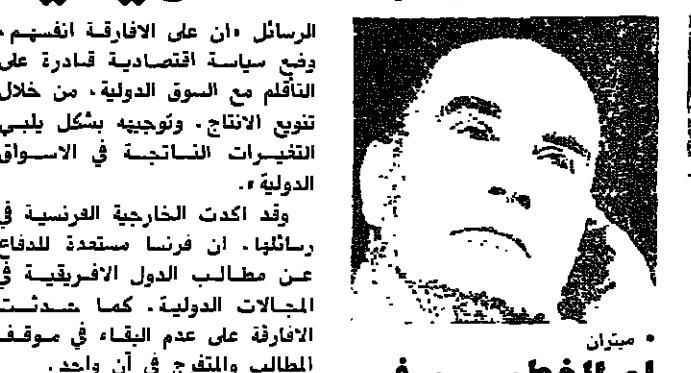 الرسائل «ان على الافارقة انفسهم،
وضع سياسة اقتصادية قادرة على
التأقلم مع السوق الدولية، من خلال
تنويع الانتاج، وتوجيهه بشكل يلبي
التغيرات الناتجة في الاسواق
الدولية».
وقد اكدت الخارجية الفرنسية في
رسائلها، ان فرنسا مستعدة للدفاع
عن مطالب الدول الافريقية في
المجالات الدولية، كما حدثت
الافارقة على عدم البقاء في موقف
المطالب والمتفرج في آن واحد.
• ميتران